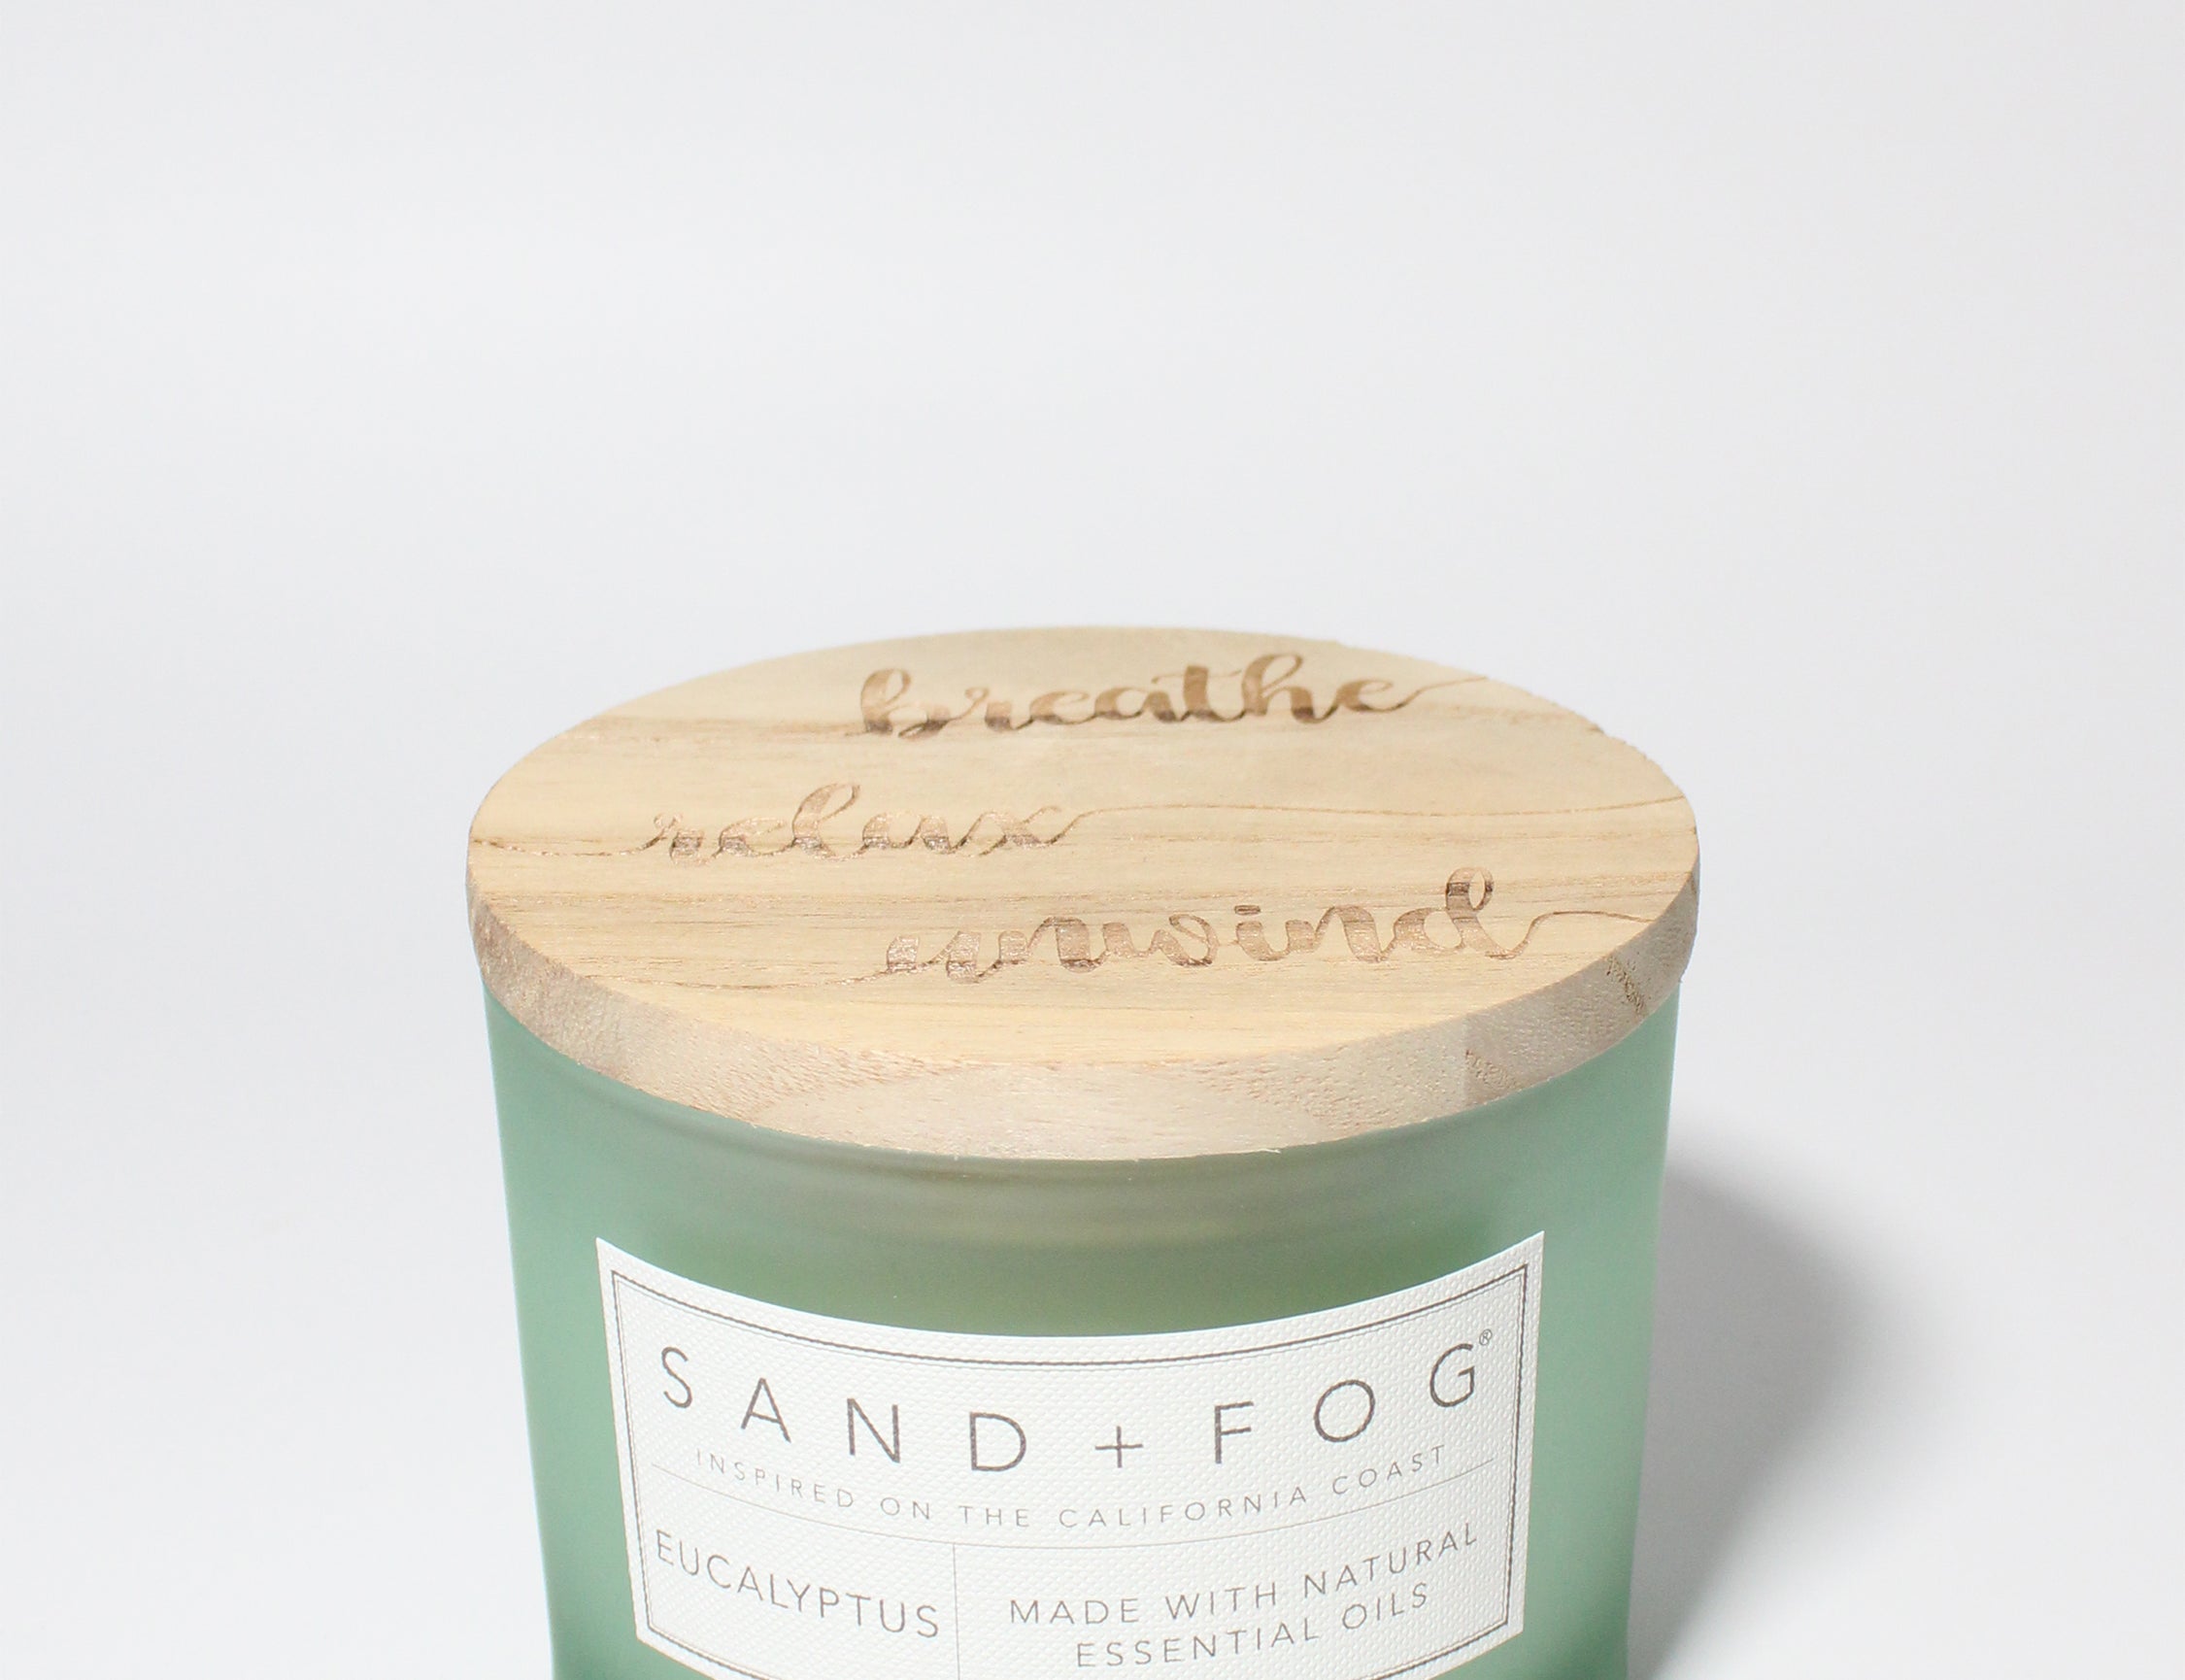 breathe
relax
unwind
SAND + FOG®
INSPIRED ON THE CALIFORNIA COAST
EUCALYPTUS
MADE WITH NATURAL
ESSENTIAL OILS